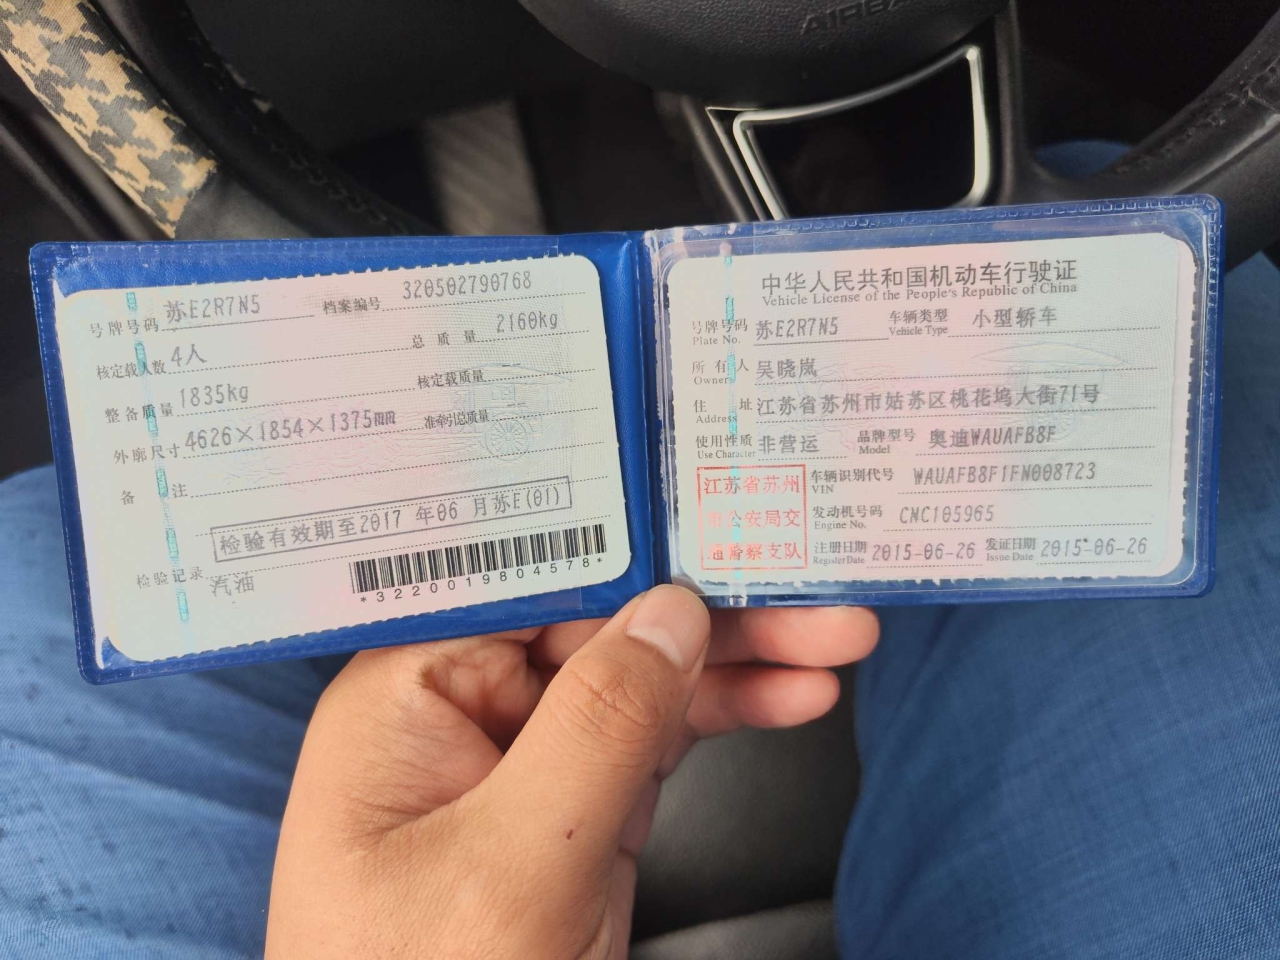 AIRBA
号牌号码 苏E2R7N5 档案编号 320502790768
核定载人数 4人 总质量 2160kg
整备质量 1835kg 核定载质量 --
外廓尺寸 4626×1854×1375mm 准牵引总质量 --
备注
检验有效期至2017 年06 月苏E(01)
检验记录
汽油
*3220019804578*
中华人民共和国机动车行驶证
Vehicle License of the People's Republic of China
号牌号码 苏E2R7N5 车辆类型 小型轿车
Plate No. Vehicle Type
所有人 吴晓岚
Owner
住址 江苏省苏州市姑苏区桃花坞大街71号
Address
使用性质 非营运 品牌型号 奥迪WAUAFB8F
Use Character Model
江苏省苏州
市公安局交
通警察支队
车辆识别代号 WAUAFB8F1FN008723
VIN
发动机号码 CNC105965
Engine No.
注册日期 2015-06-26 发证日期 2015-06-26
Register Date Issue Date